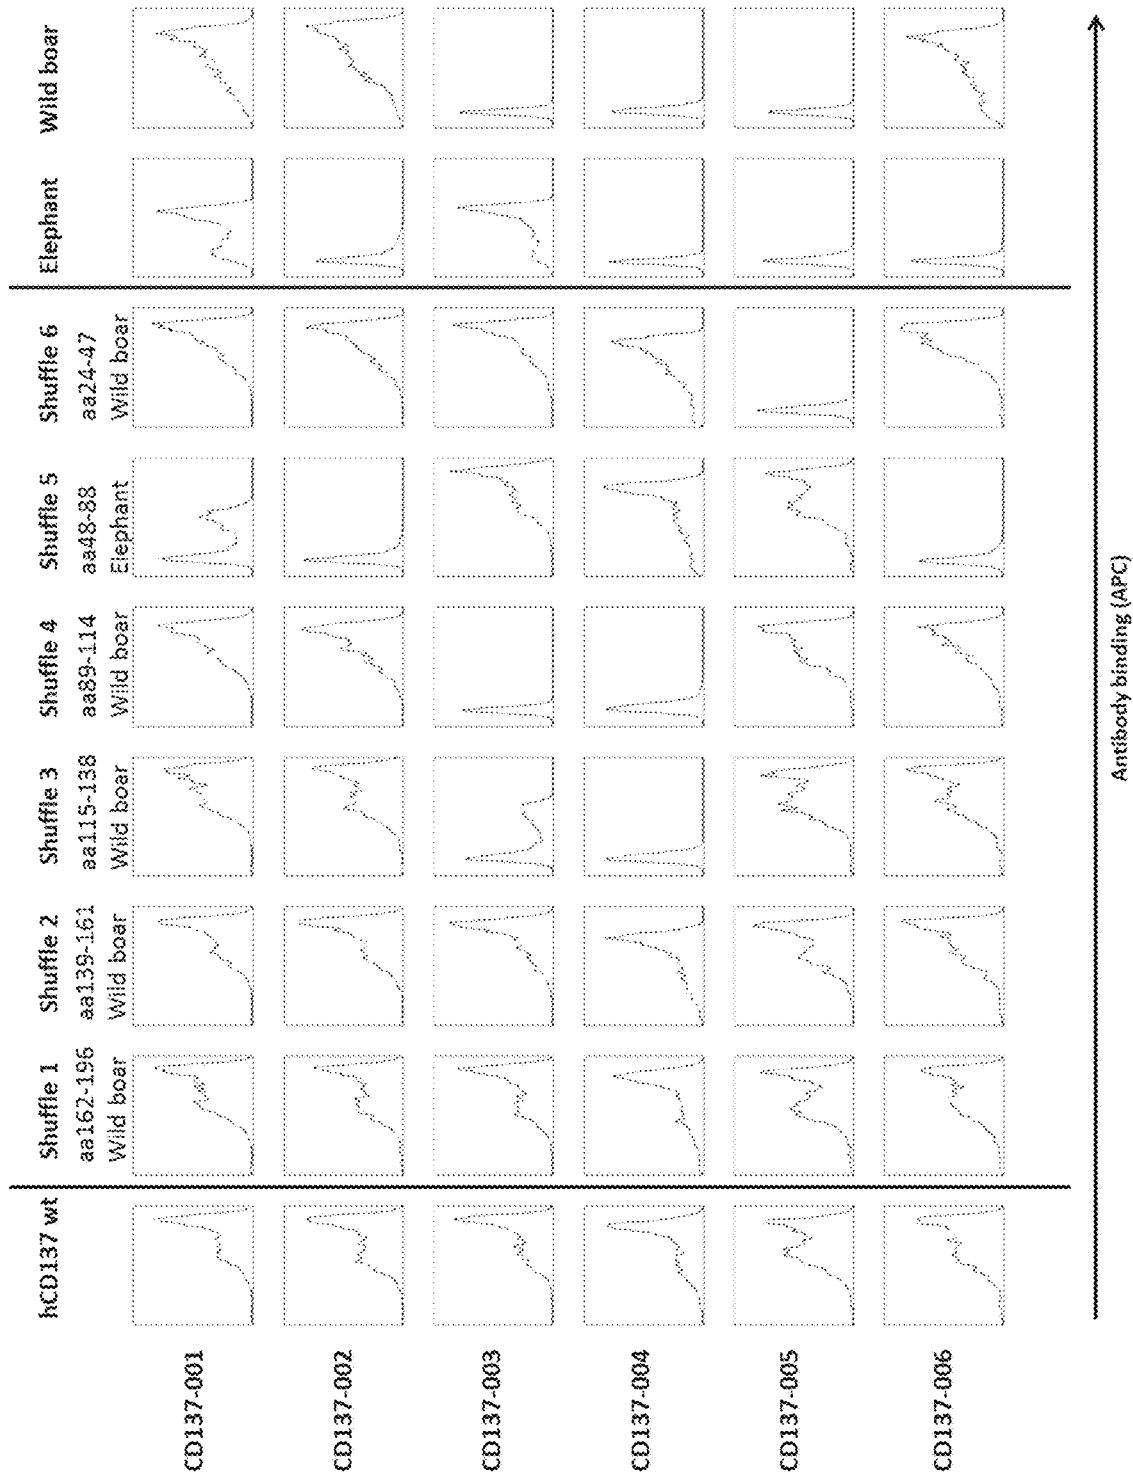 hCD137 wt
Shuffle 1
aa162-196
Wild boar
Shuffle 2
aa139-161
Wild boar
Shuffle 3
aa115-138
Wild boar
Shuffle 4
aa89-114
Wild boar
Shuffle 5
aa48-88
Elephant
Shuffle 6
aa24-47
Wild boar
Elephant
Wild boar
CD137-001
CD137-002
CD137-003
CD137-004
CD137-005
CD137-006
Antibody binding (APC)